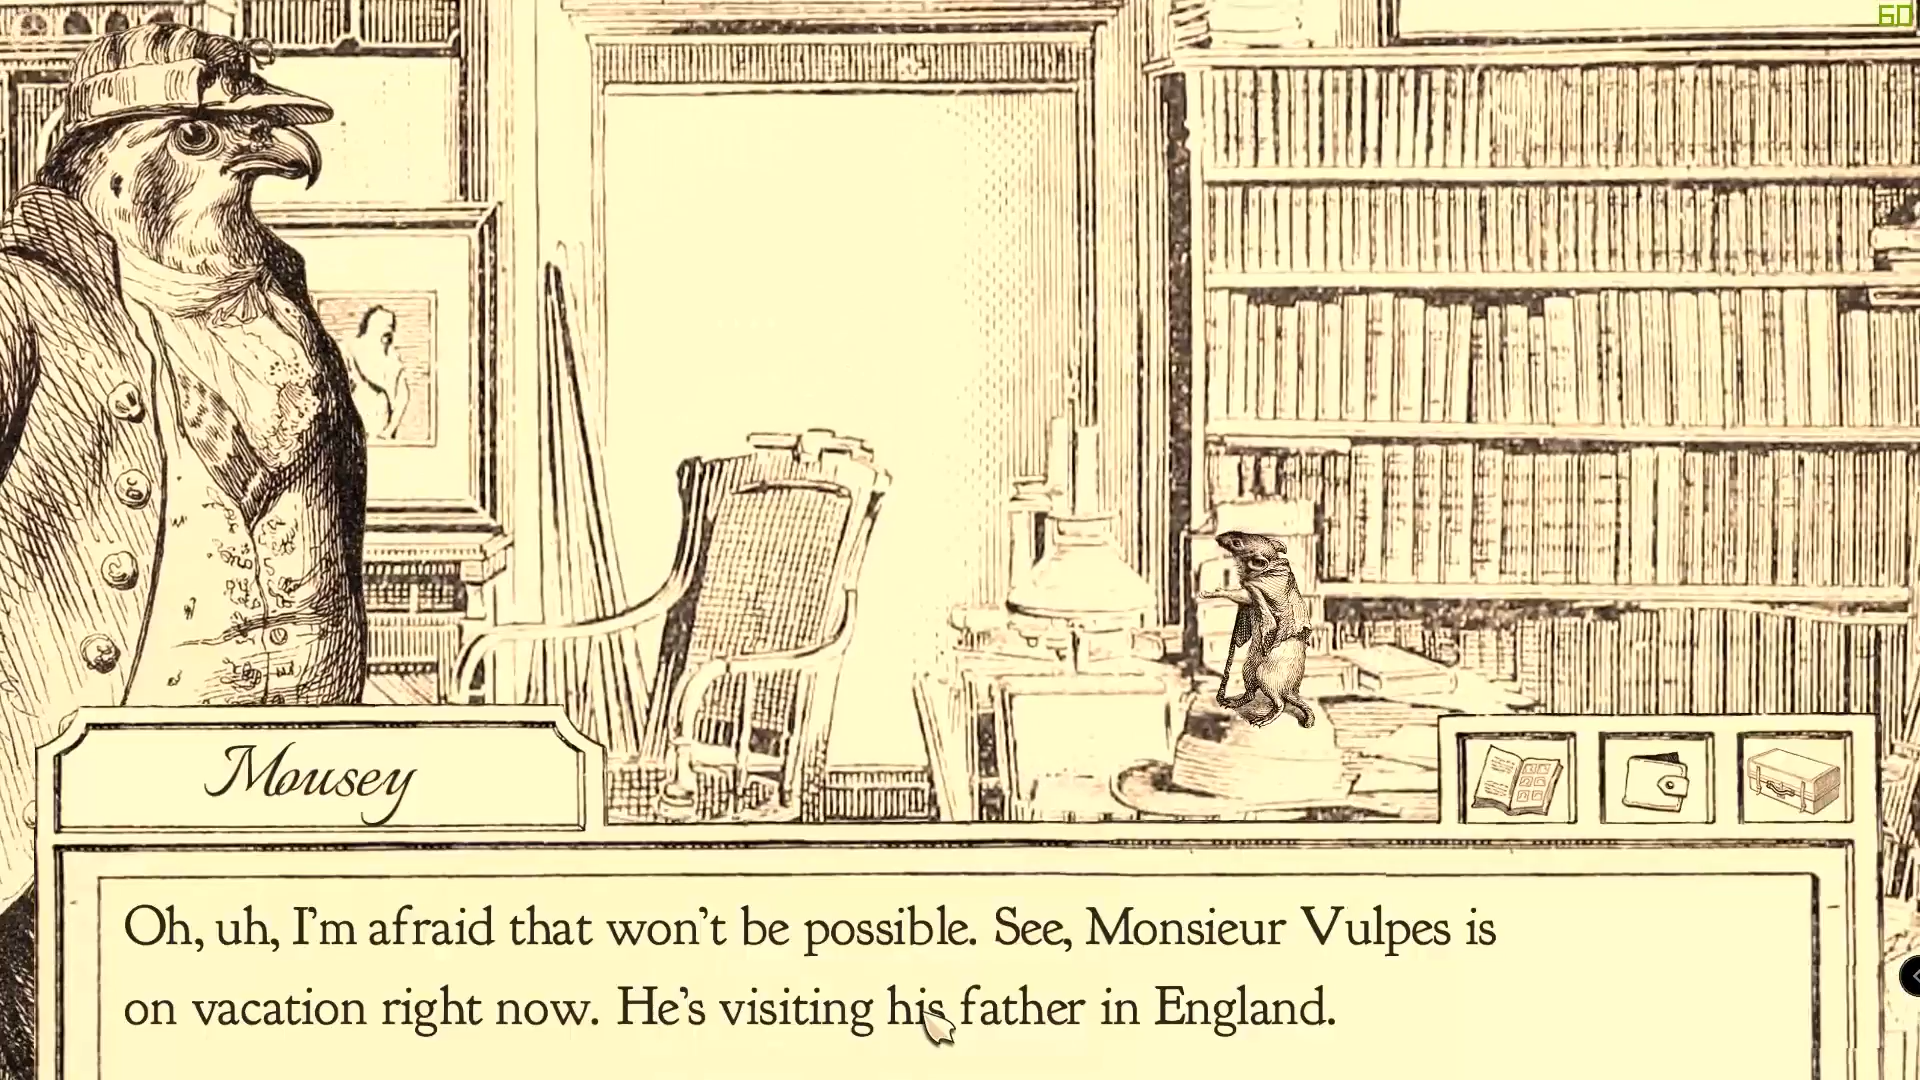 60
Mousey
Oh, uh, I'm afraid that won't be possible. See, Monsieur Vulpes is
on vacation right now. He's visiting his father in England.